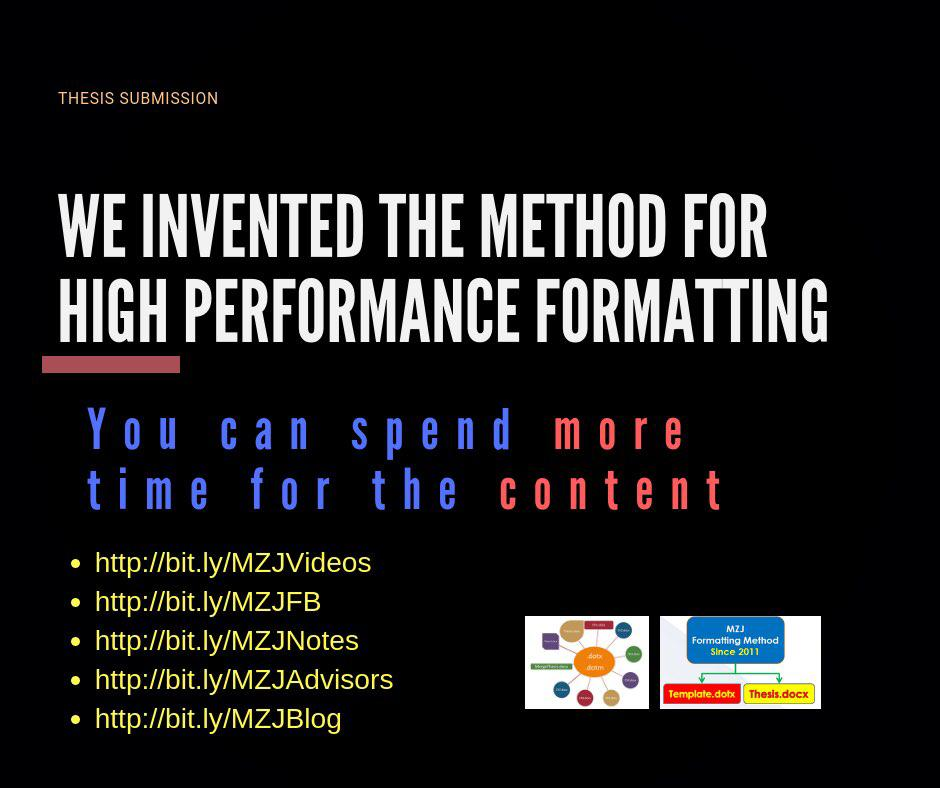 THESIS SUBMISSION
WE INVENTED THE METHOD FOR
HIGH PERFORMANCE FORMATTING
You can spend more
time for the content
http://bit.ly/MZJVideos
http://bit.ly/MZJFB
http://bit.ly/MZJNotes
http://bit.ly/MZJAdvisors
http://bit.ly/MZJBlog
.dotx
.dotm
MZJ
Formatting Method
Since 2011
Template.dotx
Thesis.docx